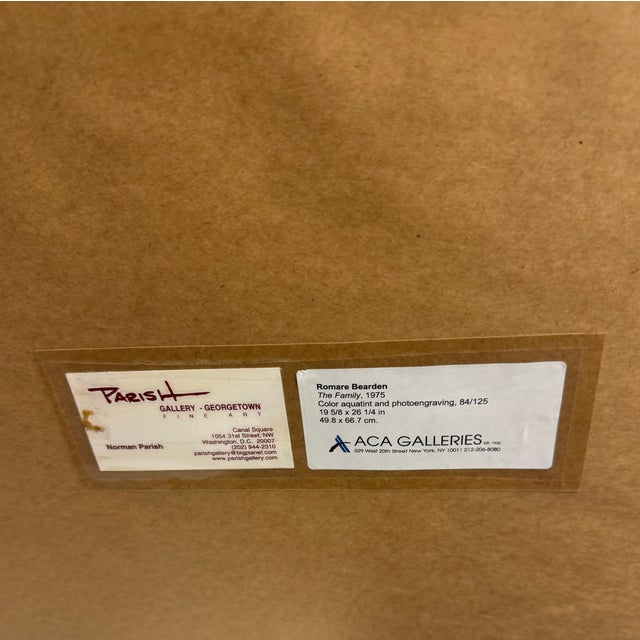 PARISH
GALLERY - GEORGETOWN
FINE ART
Canal Square
1054 31st Street, NW
Washington, D.C. 20007
Norman Parish
(202) 944-2310
parishgallery@bigplanet.com
www.parishgallery.com
Romare Bearden
The Family, 1975
Color aquatint and photoengraving, 84/125
19 5/8 x 26 1/4 in
49.8 x 66.7 cm.
ACA GALLERIES EST. 1932
529 West 20th Street New York, NY 10011 212-206-8080